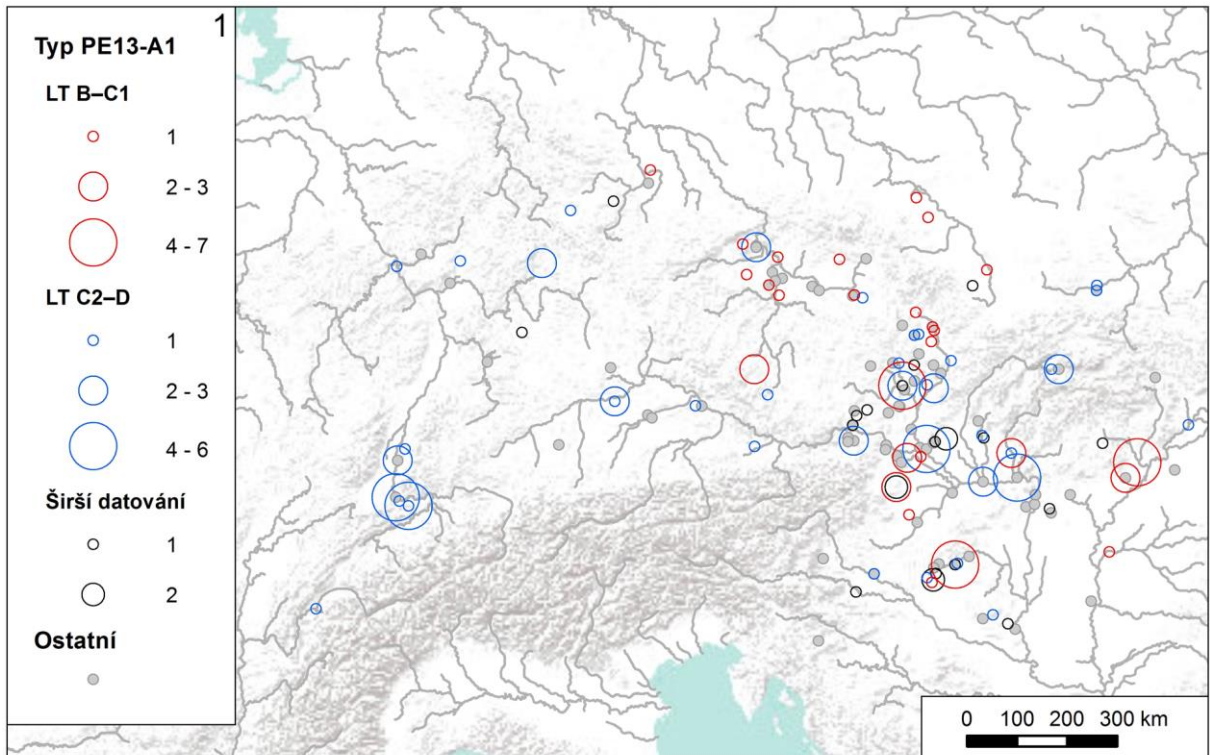 1
Typ PE13-A1
LT B–C1
1
2 - 3
4 - 7
LT C2–D
1
2 - 3
4 - 6
Širší datování
1
2
Ostatní
0 100 200 300 km